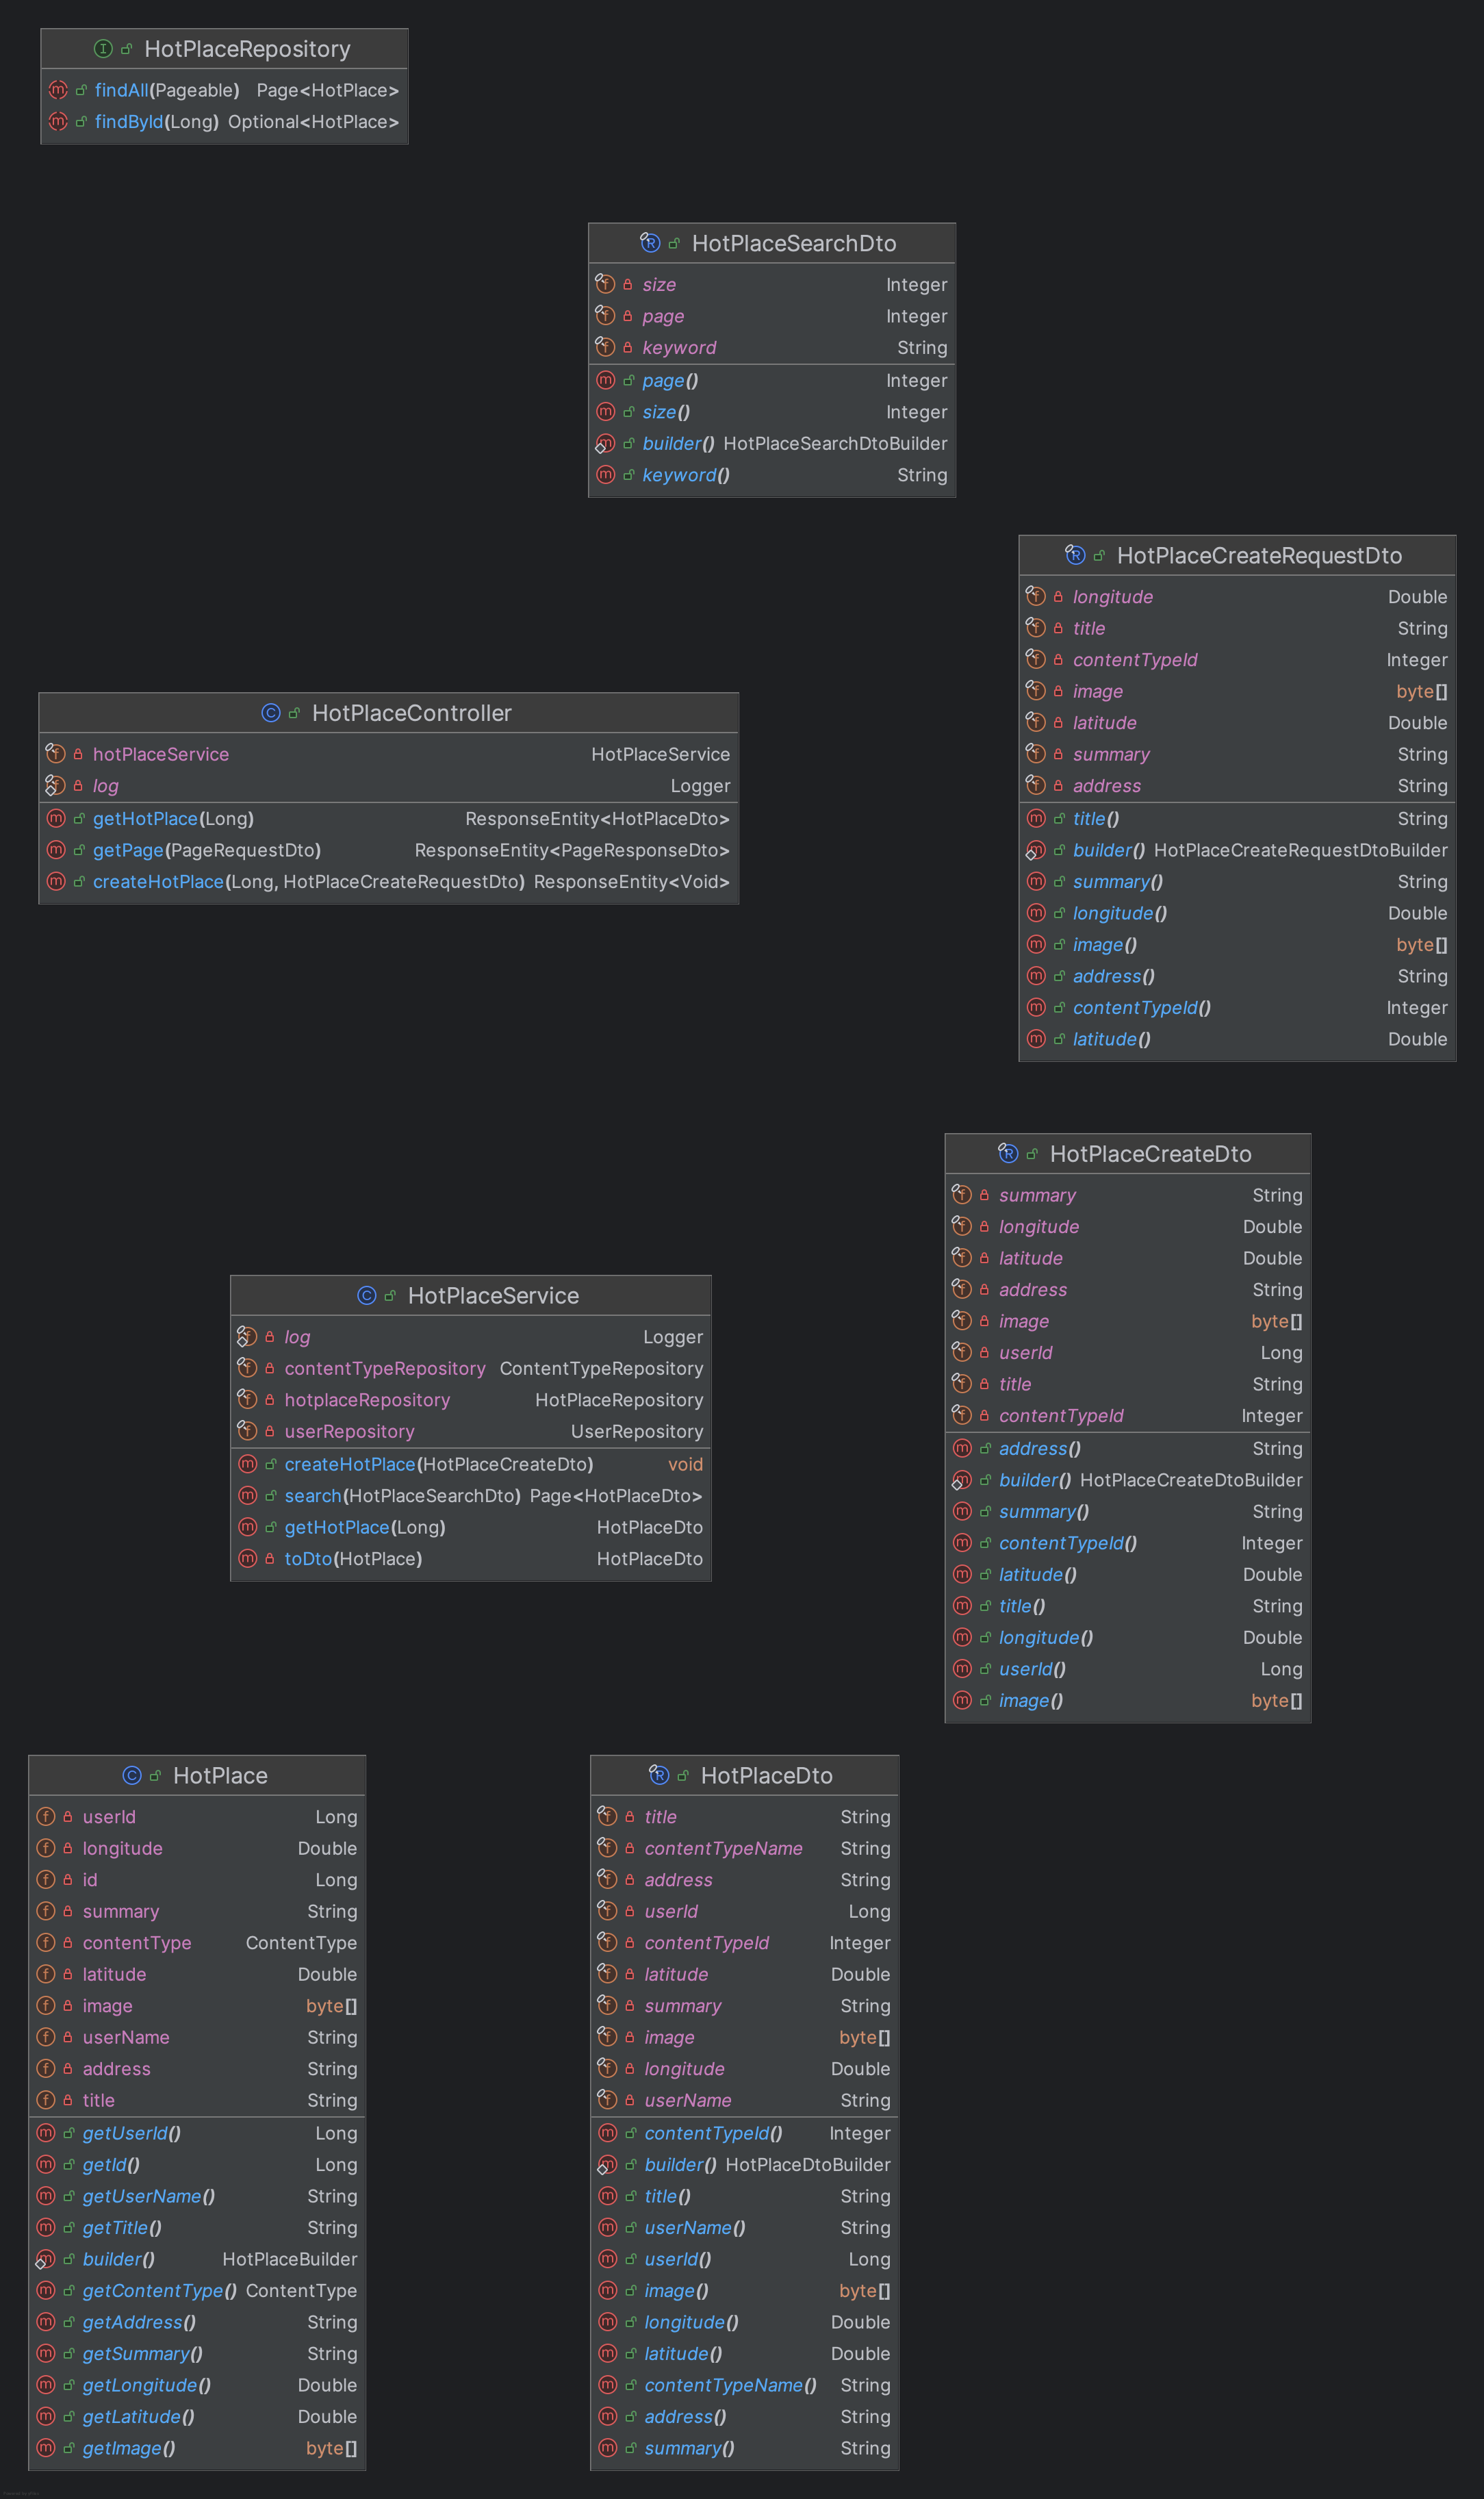 HotPlaceRepository
findAll(Pageable) Page<HotPlace>
findById(Long) Optional<HotPlace>
HotPlaceSearchDto
size Integer
page Integer
keyword String
page() Integer
size() Integer
builder() HotPlaceSearchDtoBuilder
keyword() String
HotPlaceCreateRequestDto
longitude Double
title String
contentTypeId Integer
image byte[]
latitude Double
summary String
address String
title() String
builder() HotPlaceCreateRequestDtoBuilder
summary() String
longitude() Double
image() byte[]
address() String
contentTypeId() Integer
latitude() Double
HotPlaceController
hotPlaceService HotPlaceService
log Logger
getHotPlace(Long) ResponseEntity<HotPlaceDto>
getPage(PageRequestDto) ResponseEntity<PageResponseDto>
createHotPlace(Long, HotPlaceCreateRequestDto) ResponseEntity<Void>
HotPlaceCreateDto
summary String
longitude Double
latitude Double
address String
image byte[]
userId Long
title String
contentTypeId Integer
address() String
builder() HotPlaceCreateDtoBuilder
summary() String
contentTypeId() Integer
latitude() Double
title() String
longitude() Double
userId() Long
image() byte[]
HotPlaceService
log Logger
contentTypeRepository ContentTypeRepository
hotplaceRepository HotPlaceRepository
userRepository UserRepository
createHotPlace(HotPlaceCreateDto) void
search(HotPlaceSearchDto) Page<HotPlaceDto>
getHotPlace(Long) HotPlaceDto
toDto(HotPlace) HotPlaceDto
HotPlace
userId Long
longitude Double
id Long
summary String
contentType ContentType
latitude Double
image byte[]
userName String
address String
title String
getUserId() Long
getId() Long
getUserName() String
getTitle() String
builder() HotPlaceBuilder
getContentType() ContentType
getAddress() String
getSummary() String
getLongitude() Double
getLatitude() Double
getImage() byte[]
HotPlaceDto
title String
contentTypeName String
address String
userId Long
contentTypeId Integer
latitude Double
summary String
image byte[]
longitude Double
userName String
contentTypeId() Integer
builder() HotPlaceDtoBuilder
title() String
userName() String
userId() Long
image() byte[]
longitude() Double
latitude() Double
contentTypeName() String
address() String
summary() String